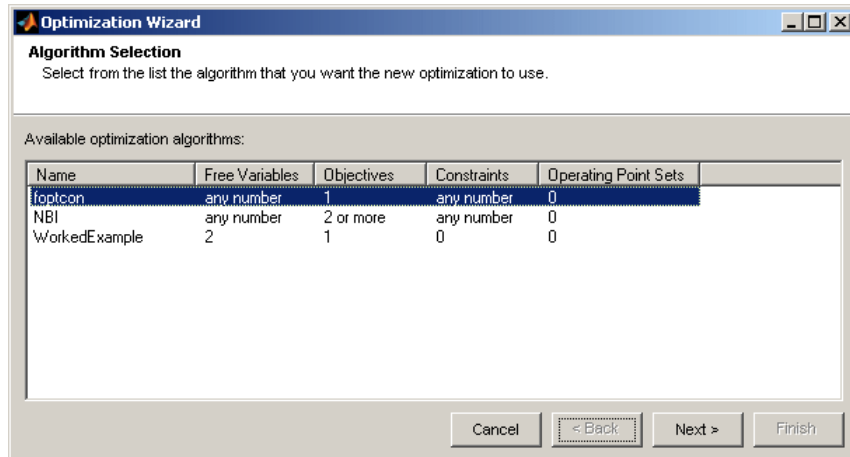 Optimization Wizard
Algorithm Selection
Select from the list the algorithm that you want the new optimization to use.
Available optimization algorithms:
Name Free Variables Objectives Constraints Operating Point Sets
foptcon any number 1 any number 0
NBI any number 2 or more any number 0
WorkedExample 2 1 0 0
Cancel < Back Next > Finish